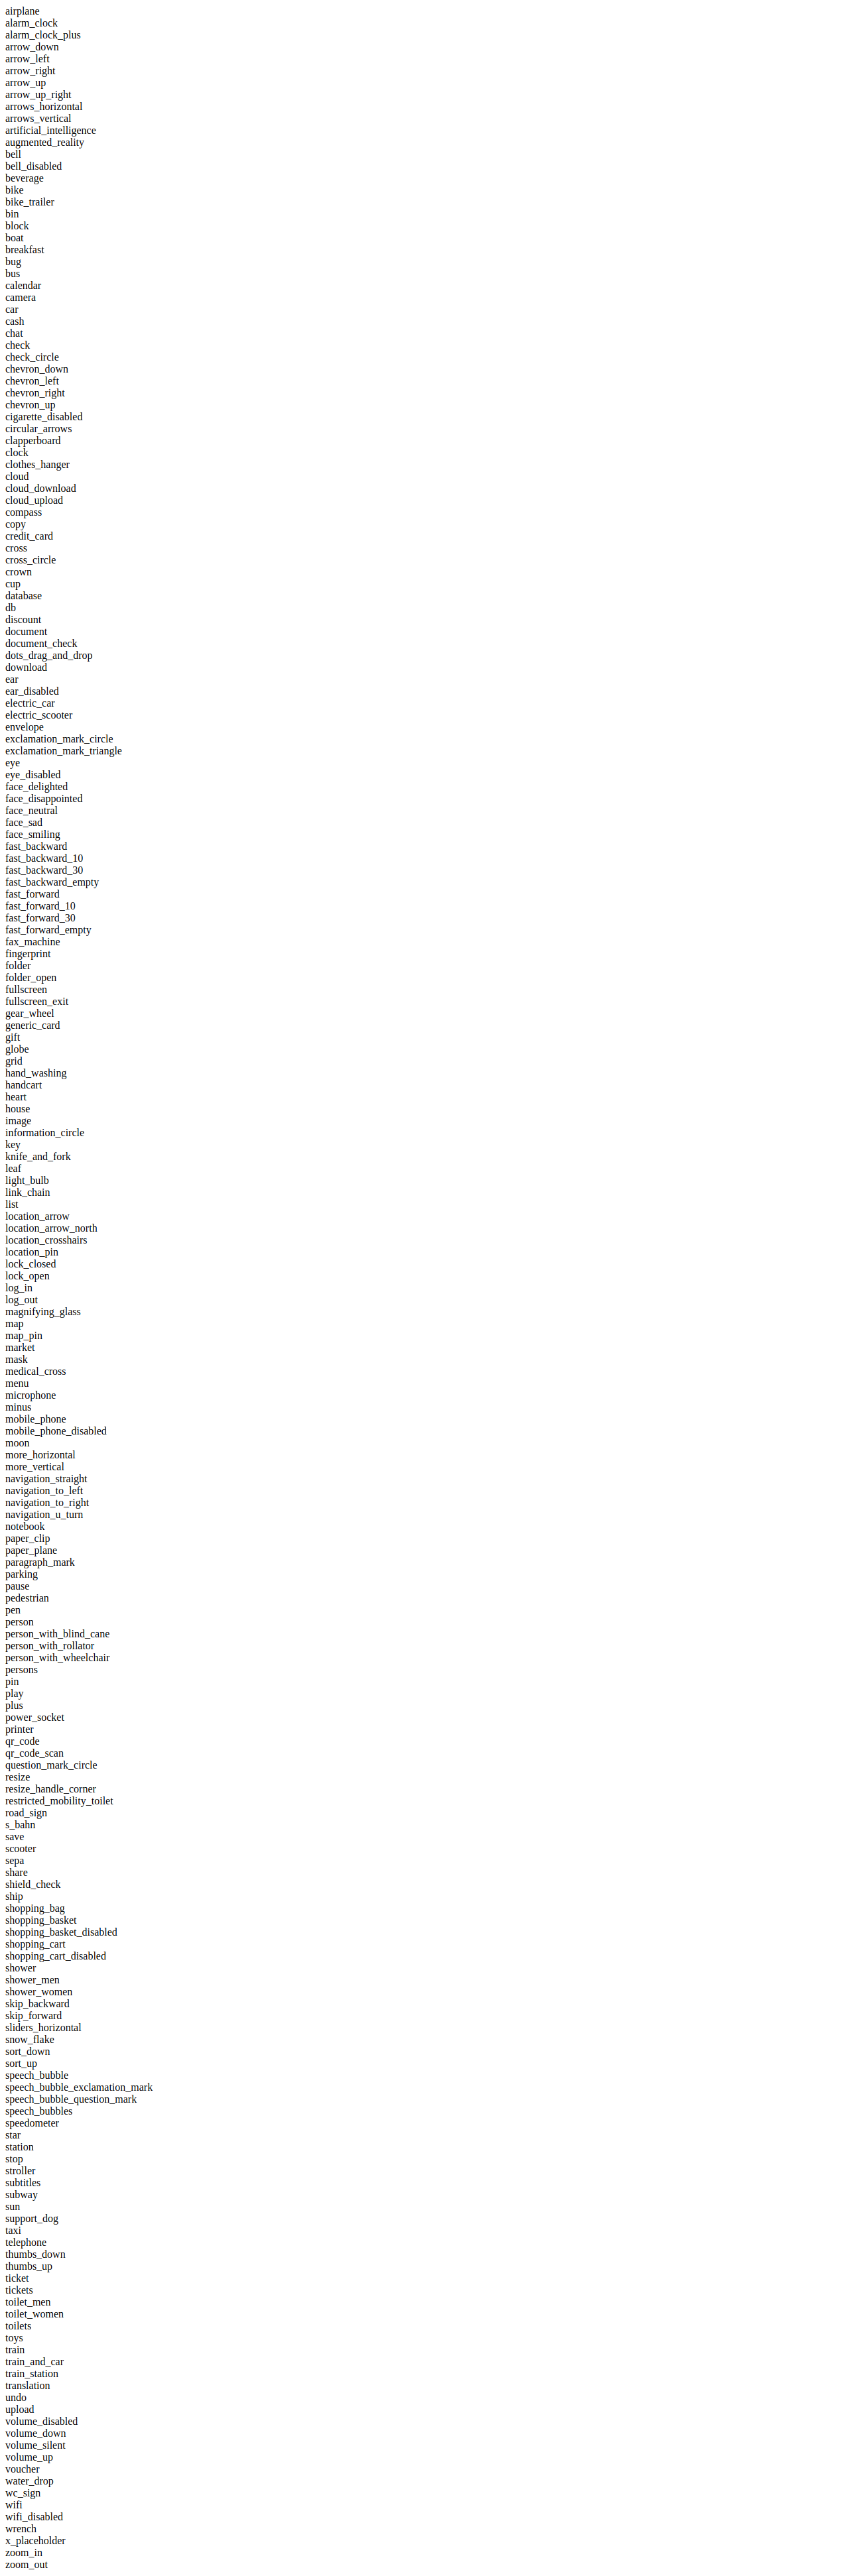 airplane
alarm_clock
alarm_clock_plus
arrow_down
arrow_left
arrow_right
arrow_up
arrow_up_right
arrows_horizontal
arrows_vertical
artificial_intelligence
augmented_reality
bell
bell_disabled
beverage
bike
bike_trailer
bin
block
boat
breakfast
bug
bus
calendar
camera
car
cash
chat
check
check_circle
chevron_down
chevron_left
chevron_right
chevron_up
cigarette_disabled
circular_arrows
clapperboard
clock
clothes_hanger
cloud
cloud_download
cloud_upload
compass
copy
credit_card
cross
cross_circle
crown
cup
database
db
discount
document
document_check
dots_drag_and_drop
download
ear
ear_disabled
electric_car
electric_scooter
envelope
exclamation_mark_circle
exclamation_mark_triangle
eye
eye_disabled
face_delighted
face_disappointed
face_neutral
face_sad
face_smiling
fast_backward
fast_backward_10
fast_backward_30
fast_backward_empty
fast_forward
fast_forward_10
fast_forward_30
fast_forward_empty
fax_machine
fingerprint
folder
folder_open
fullscreen
fullscreen_exit
gear_wheel
generic_card
gift
globe
grid
hand_washing
handcart
heart
house
image
information_circle
key
knife_and_fork
leaf
light_bulb
link_chain
list
location_arrow
location_arrow_north
location_crosshairs
location_pin
lock_closed
lock_open
log_in
log_out
magnifying_glass
map
map_pin
market
mask
medical_cross
menu
microphone
minus
mobile_phone
mobile_phone_disabled
moon
more_horizontal
more_vertical
navigation_straight
navigation_to_left
navigation_to_right
navigation_u_turn
notebook
paper_clip
paper_plane
paragraph_mark
parking
pause
pedestrian
pen
person
person_with_blind_cane
person_with_rollator
person_with_wheelchair
persons
pin
play
plus
power_socket
printer
qr_code
qr_code_scan
question_mark_circle
resize
resize_handle_corner
restricted_mobility_toilet
road_sign
s_bahn
save
scooter
sepa
share
shield_check
ship
shopping_bag
shopping_basket
shopping_basket_disabled
shopping_cart
shopping_cart_disabled
shower
shower_men
shower_women
skip_backward
skip_forward
sliders_horizontal
snow_flake
sort_down
sort_up
speech_bubble
speech_bubble_exclamation_mark
speech_bubble_question_mark
speech_bubbles
speedometer
star
station
stop
stroller
subtitles
subway
sun
support_dog
taxi
telephone
thumbs_down
thumbs_up
ticket
tickets
toilet_men
toilet_women
toilets
toys
train
train_and_car
train_station
translation
undo
upload
volume_disabled
volume_down
volume_silent
volume_up
voucher
water_drop
wc_sign
wifi
wifi_disabled
wrench
x_placeholder
zoom_in
zoom_out